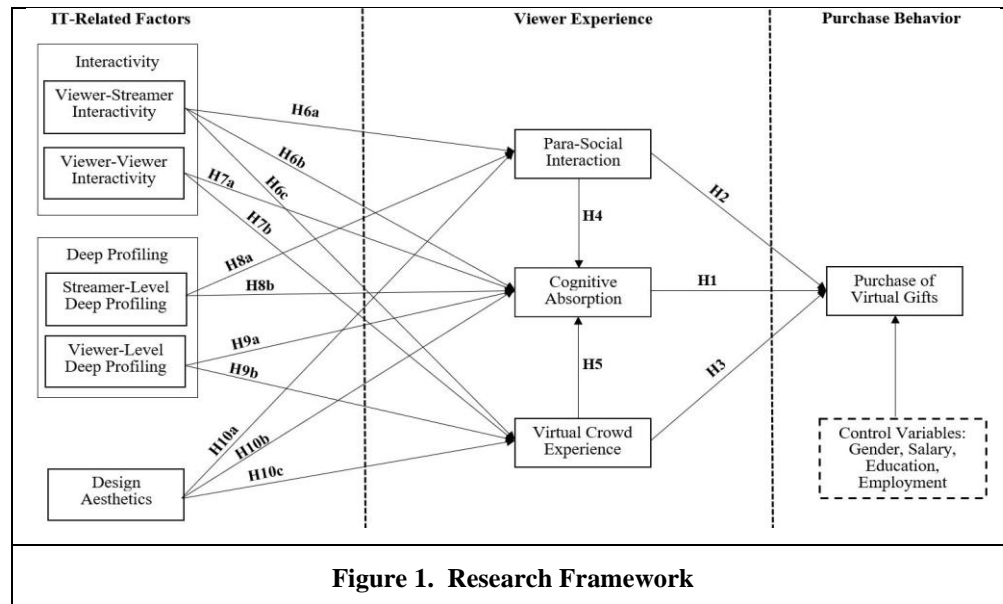 IT-Related Factors
Viewer Experience
Purchase Behavior
Interactivity
Viewer-Streamer
Interactivity
Viewer-Viewer
Interactivity
Deep Profiling
Streamer-Level
Deep Profiling
Viewer-Level
Deep Profiling
Design
Aesthetics
H6a
H6b
H6c
H7a
H7b
H8a
H8b
H9a
H9b
H10a
H10b
H10c
Para-Social
Interaction
H4
Cognitive
Absorption
H5
Virtual Crowd
Experience
H2
H1
H3
Purchase of
Virtual Gifts
Control Variables:
Gender, Salary,
Education,
Employment
Figure 1. Research Framework